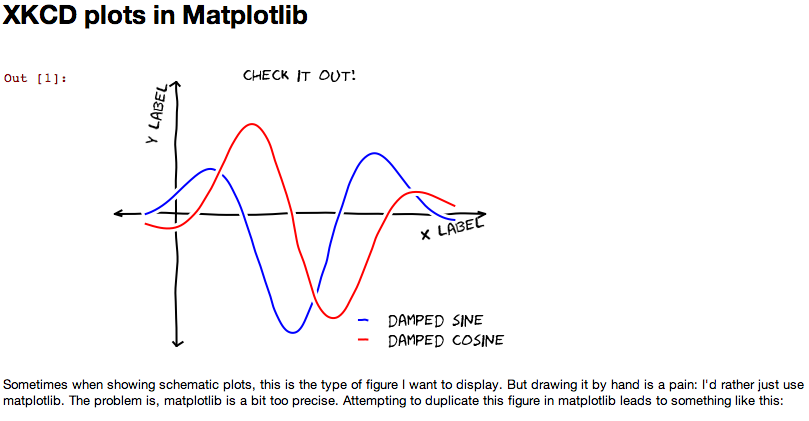 XKCD plots in Matplotlib
Out [1]:
CHECK IT OUT!
Y LABEL
X LABEL
DAMPED SINE
DAMPED COSINE
Sometimes when showing schematic plots, this is the type of figure I want to display. But drawing it by hand is a pain: I'd rather just use
matplotlib. The problem is, matplotlib is a bit too precise. Attempting to duplicate this figure in matplotlib leads to something like this: